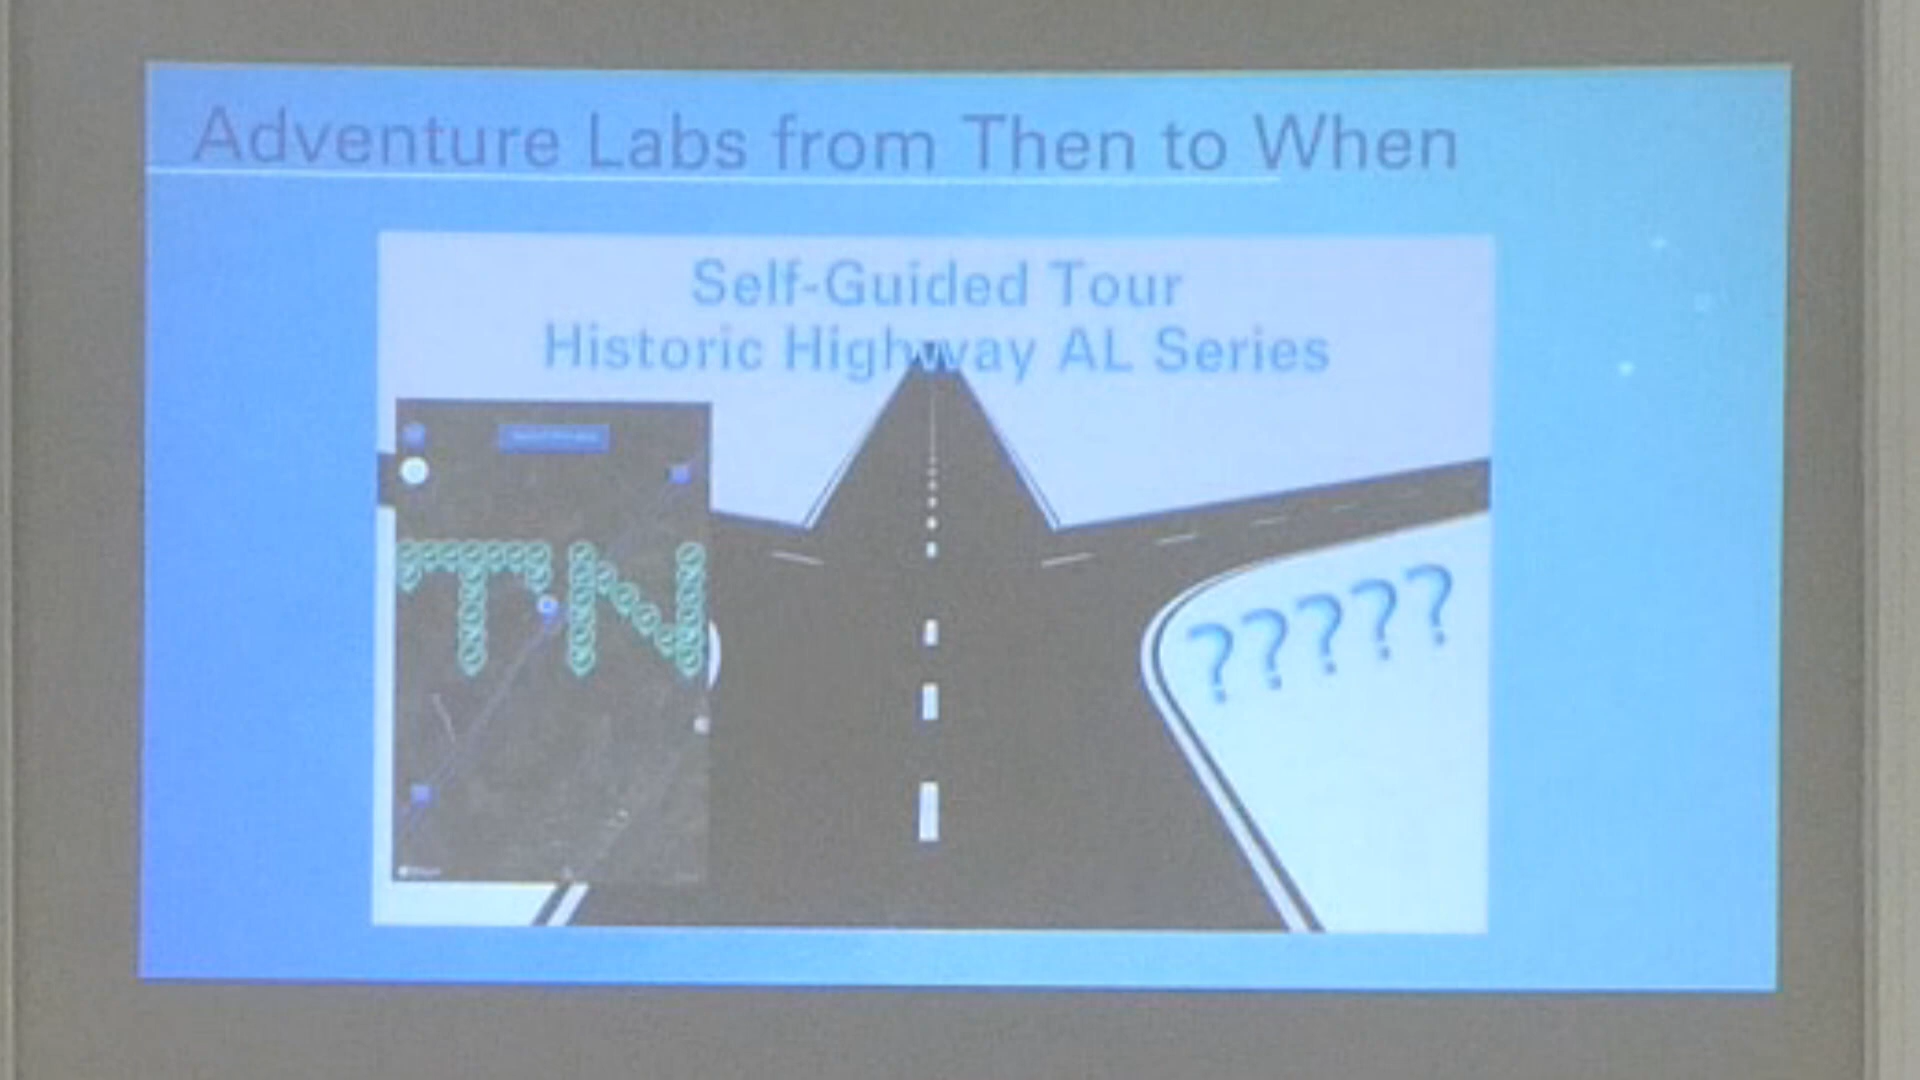 Adventure Labs from Then to When
Self-Guided Tour
Historic Highway AL Series
TN
?????